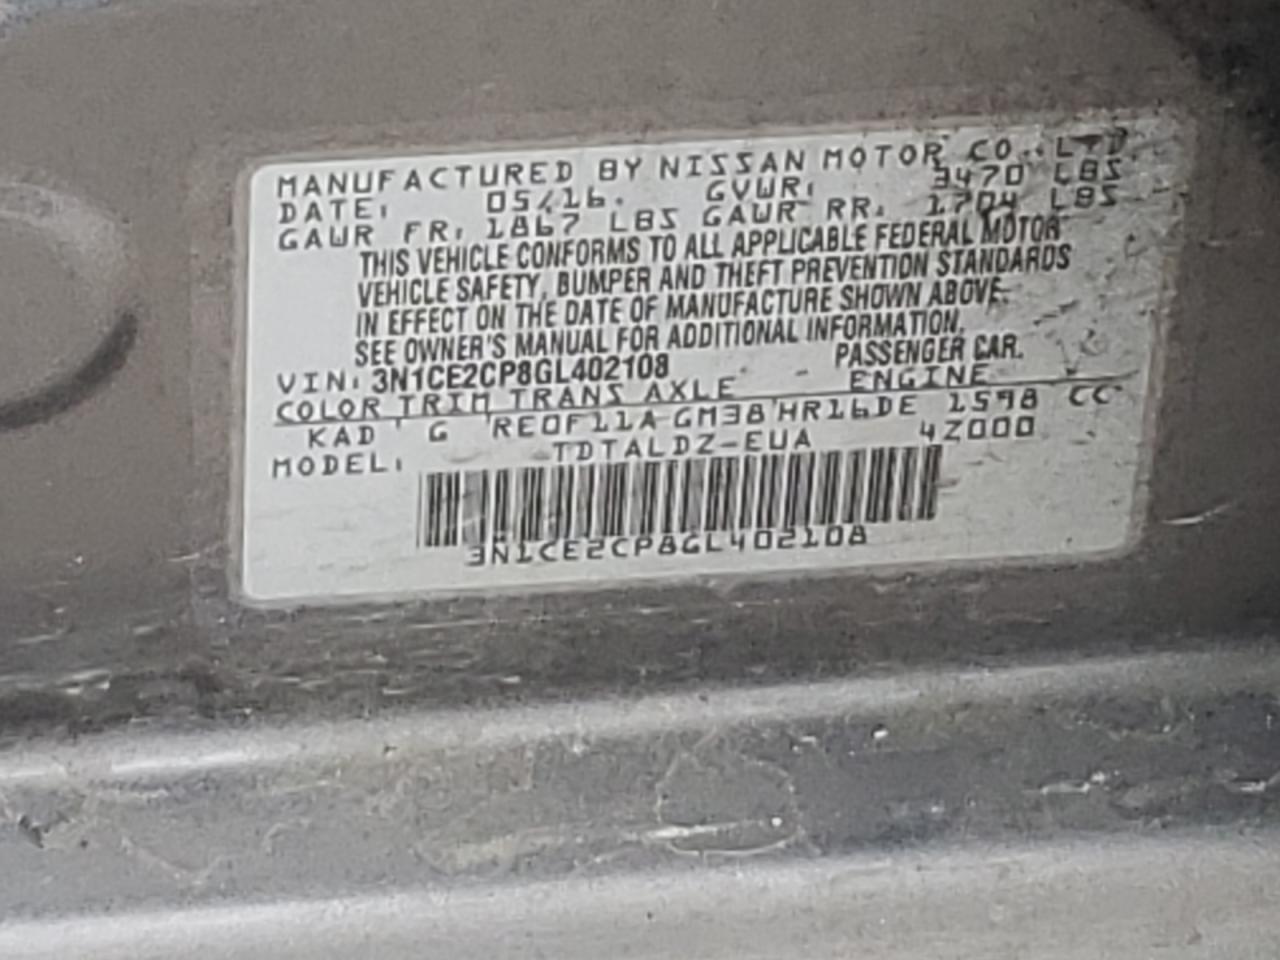 MANUFACTURED BY NISSAN MOTOR CO., LTD.
DATE: 05/16. GVWR: 3470 LBS
GAWR FR: 1867 LBS GAWR RR: 1704 LBS
THIS VEHICLE CONFORMS TO ALL APPLICABLE FEDERAL MOTOR
VEHICLE SAFETY, BUMPER AND THEFT PREVENTION STANDARDS
IN EFFECT ON THE DATE OF MANUFACTURE SHOWN ABOVE.
SEE OWNER'S MANUAL FOR ADDITIONAL INFORMATION.
VIN: 3N1CE2CP8GL402108 PASSENGER CAR.
COLOR TRIM TRANS AXLE ENGINE
KAD G RE0F11A GM38 HR16DE 1598 CC
MODEL: TDTALDZ-EUA 4Z000
3N1CE2CP8GL402108